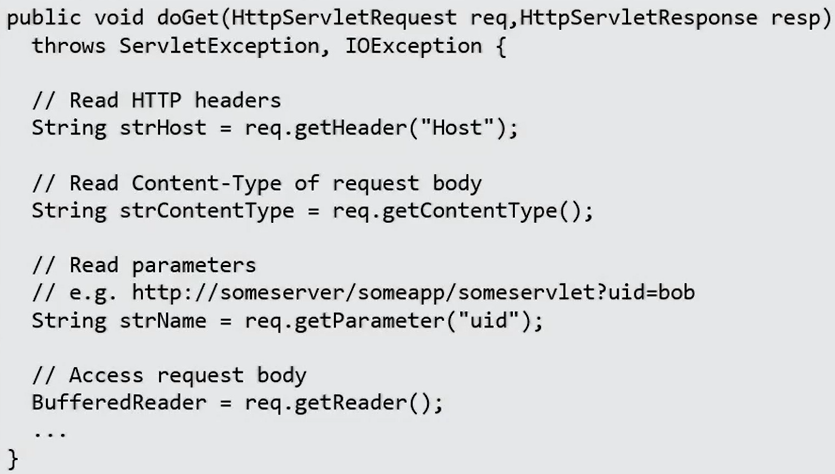 public void doGet(HttpServletRequest req,HttpServletResponse resp)
throws ServletException, IOException {
// Read HTTP headers
String strHost = req.getHeader("Host");
// Read Content-Type of request body
String strContentType = req.getContentType();
// Read parameters
// e.g. http://someserver/someapp/someservlet?uid=bob
String strName = req.getParameter("uid");
// Access request body
BufferedReader = req.getReader();
...
}